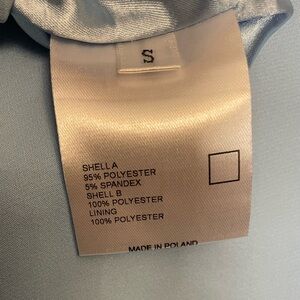 S
SHELL A
95% POLYESTER
5% SPANDEX
SHELL B
100% POLYESTER
LINING
100% POLYESTER
MADE IN POLAND